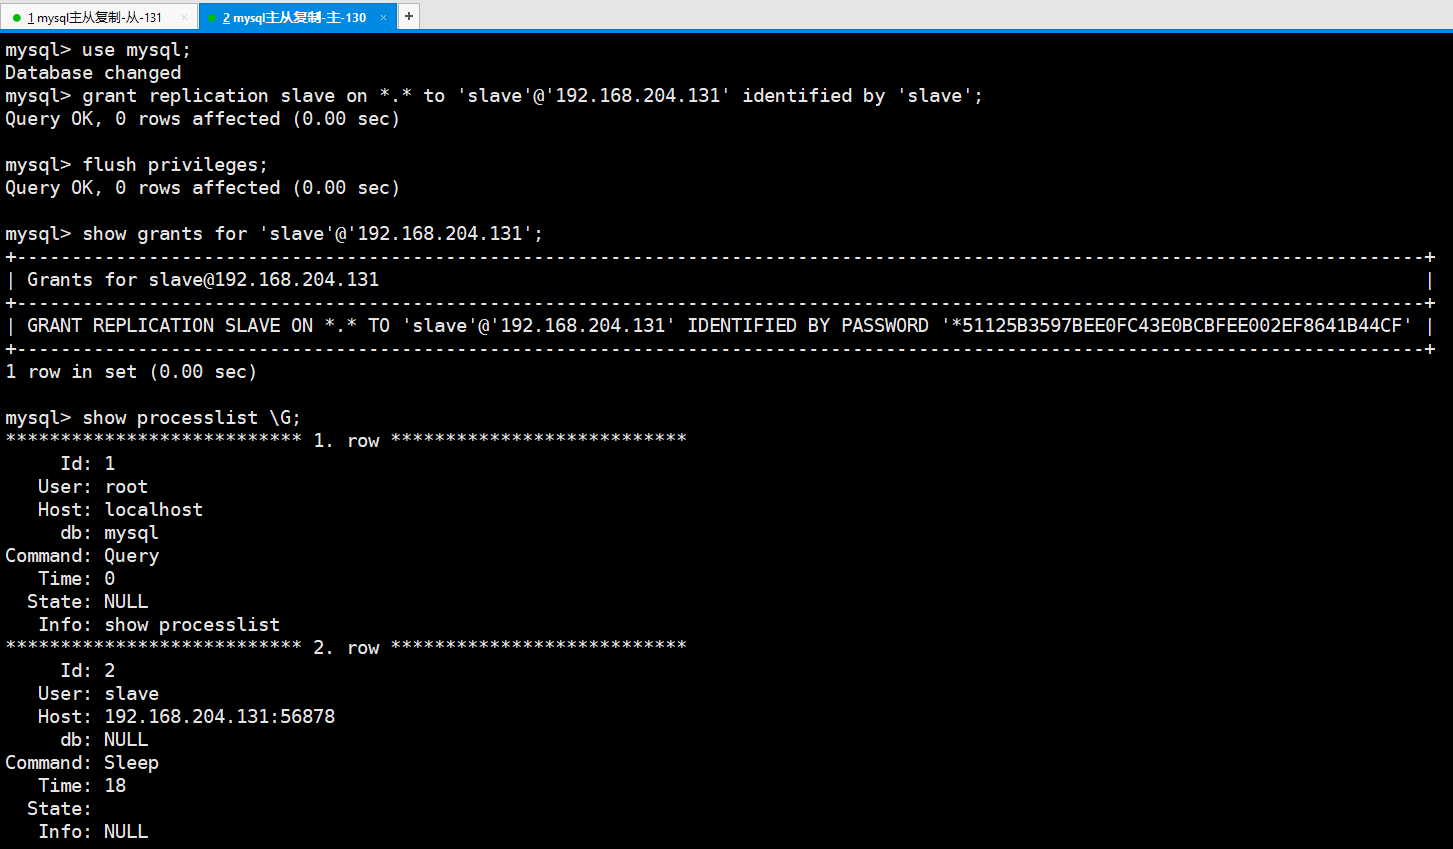 1 mysql主从复制-从-131 × 2 mysql主从复制-主-130 × +
mysql> use mysql;
Database changed
mysql> grant replication slave on *.* to 'slave'@'192.168.204.131' identified by 'slave';
Query OK, 0 rows affected (0.00 sec)
mysql> flush privileges;
Query OK, 0 rows affected (0.00 sec)
mysql> show grants for 'slave'@'192.168.204.131';
+--------------------------------------------------------------------------------------------------------------------------------+
| Grants for slave@192.168.204.131                                                                                               |
+--------------------------------------------------------------------------------------------------------------------------------+
| GRANT REPLICATION SLAVE ON *.* TO 'slave'@'192.168.204.131' IDENTIFIED BY PASSWORD '*51125B3597BEE0FC43E0BCBFEE002EF8641B44CF' |
+--------------------------------------------------------------------------------------------------------------------------------+
1 row in set (0.00 sec)
mysql> show processlist \G;
*************************** 1. row ***************************
Id: 1
User: root
Host: localhost
db: mysql
Command: Query
Time: 0
State: NULL
Info: show processlist
*************************** 2. row ***************************
Id: 2
User: slave
Host: 192.168.204.131:56878
db: NULL
Command: Sleep
Time: 18
State:
Info: NULL